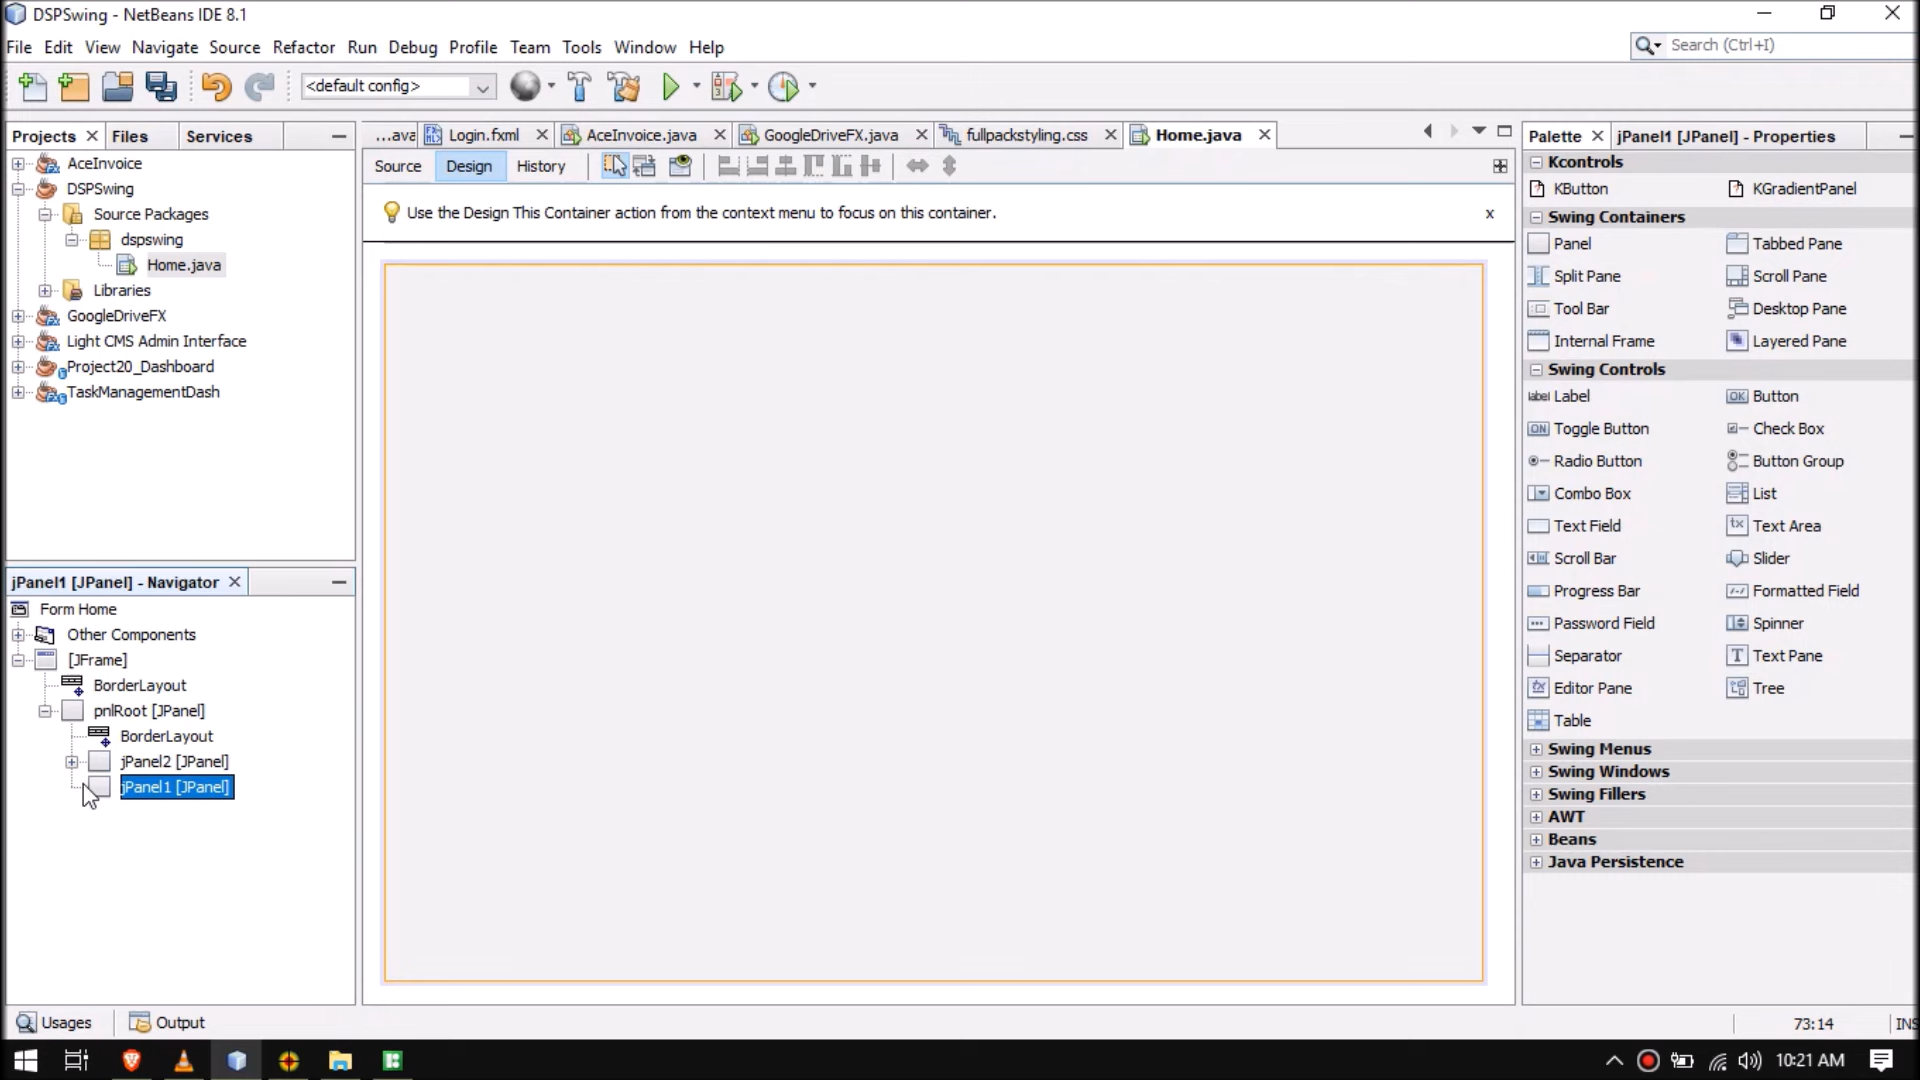 DSPSwing - NetBeans IDE 8.1
File Edit View Navigate Source Refactor Run Debug Profile Team Tools Window Help
Search (Ctrl+I)
<default config>
Projects Files Services
...ava Login.fxml AceInvoice.java GoogleDriveFX.java fullpackstyling.css Home.java
Palette jPanel1 [JPanel] - Properties
Source Design History
Use the Design This Container action from the context menu to focus on this container. x
AceInvoice
DSPSwing
Source Packages
dspswing
Home.java
Libraries
GoogleDriveFX
Light CMS Admin Interface
Project20_Dashboard
TaskManagementDash
jPanel1 [JPanel] - Navigator
Form Home
Other Components
[JFrame]
BorderLayout
pnlRoot [JPanel]
BorderLayout
jPanel2 [JPanel]
jPanel1 [JPanel]
Kcontrols
KButton KGradientPanel
Swing Containers
Panel Tabbed Pane
Split Pane Scroll Pane
Tool Bar Desktop Pane
Internal Frame Layered Pane
Swing Controls
label Label OK Button
ON Toggle Button Check Box
Radio Button Button Group
Combo Box List
Text Field tx Text Area
Scroll Bar Slider
Progress Bar Formatted Field
Password Field Spinner
Separator T Text Pane
Editor Pane Tree
Table
Swing Menus
Swing Windows
Swing Fillers
AWT
Beans
Java Persistence
Usages Output
73:14 INS
10:21 AM